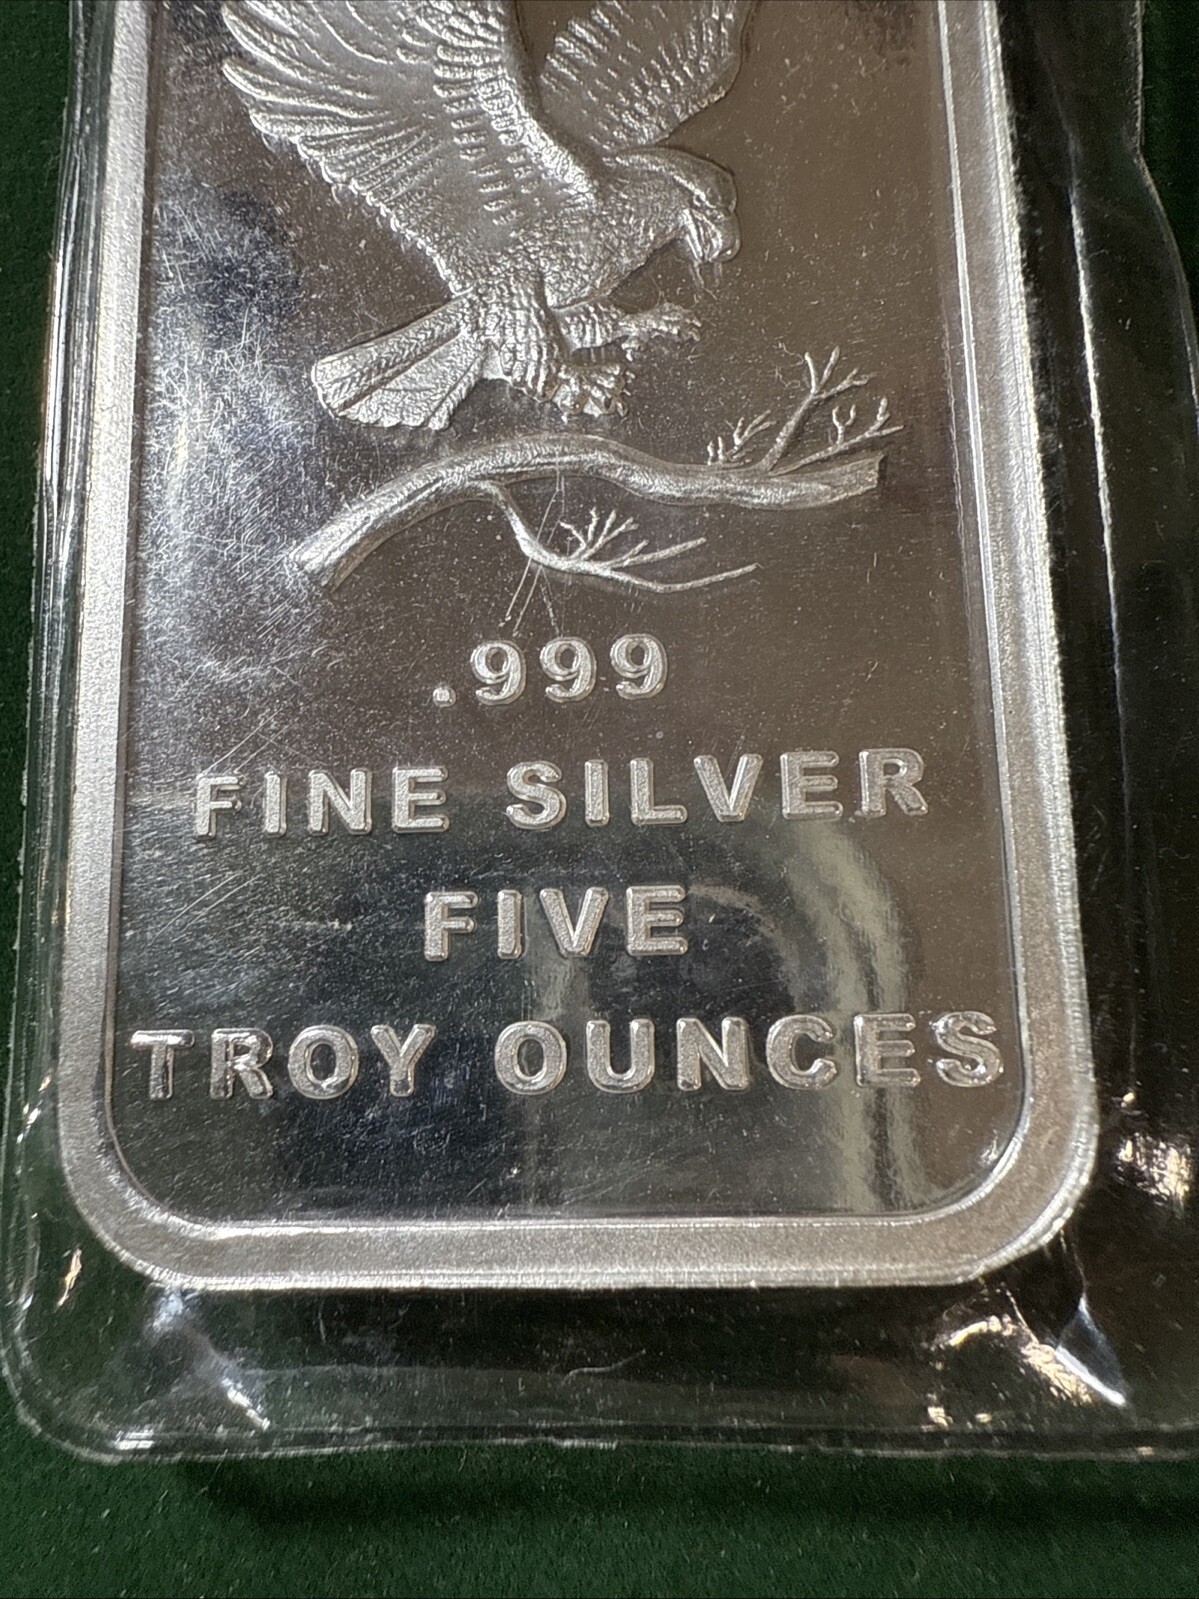 .999
FINE SILVER
FIVE
TROY OUNCES